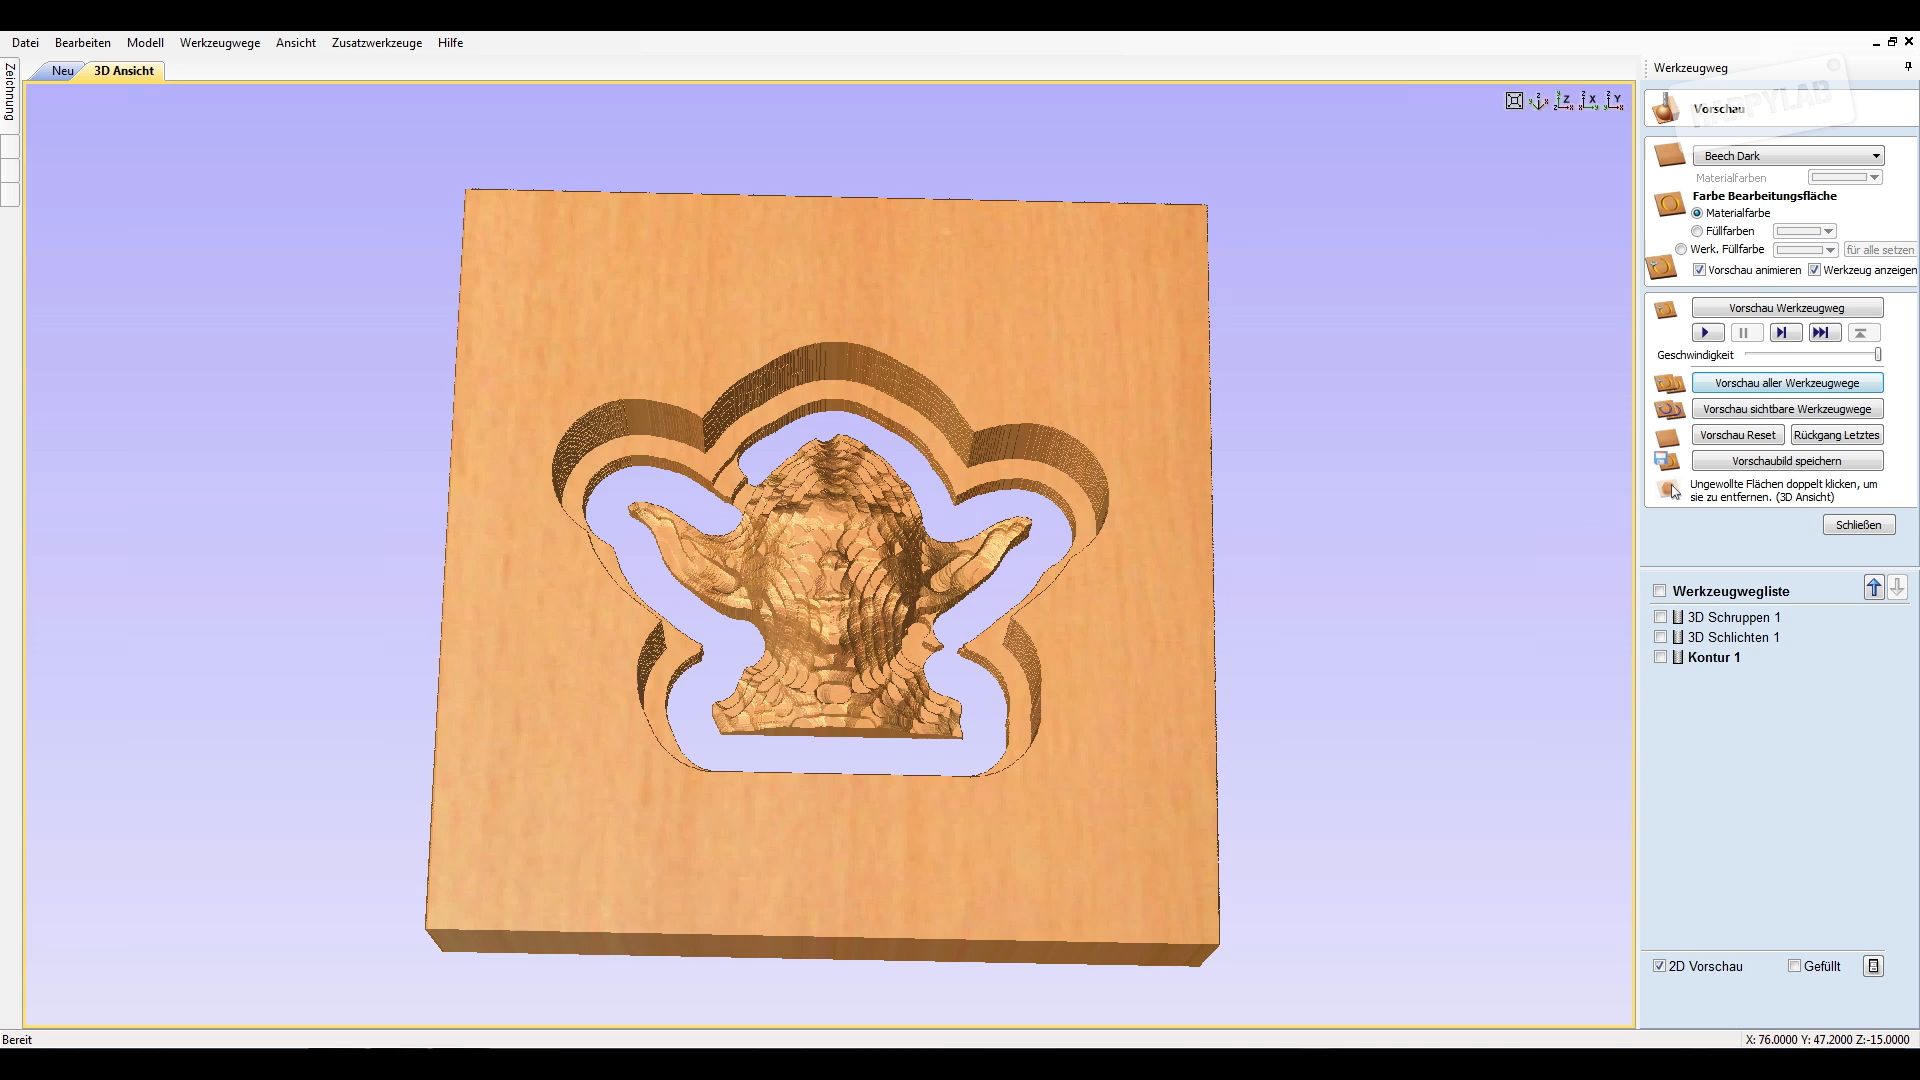 Datei Bearbeiten Modell Werkzeugwege Ansicht Zusatzwerkzeuge Hilfe
Zeichnung
Neu 3D Ansicht
Werkzeugweg
HAPPYLAB
Vorschau
Beech Dark
Materialfarben
Farbe Bearbeitungsfläche
Materialfarbe
Füllfarben
Werk. Füllfarbe für alle setzen
Vorschau animieren Werkzeug anzeigen
Vorschau Werkzeugweg
Geschwindigkeit
Vorschau aller Werkzeugwege
Vorschau sichtbare Werkzeugwege
Vorschau Reset Rückgang Letztes
Vorschaubild speichern
Ungewollte Flächen doppelt klicken, um
sie zu entfernen. (3D Ansicht)
Schließen
Werkzeugwegliste
3D Schruppen 1
3D Schlichten 1
Kontur 1
2D Vorschau Gefüllt
Bereit
X: 76.0000 Y: 47.2000 Z:-15.0000